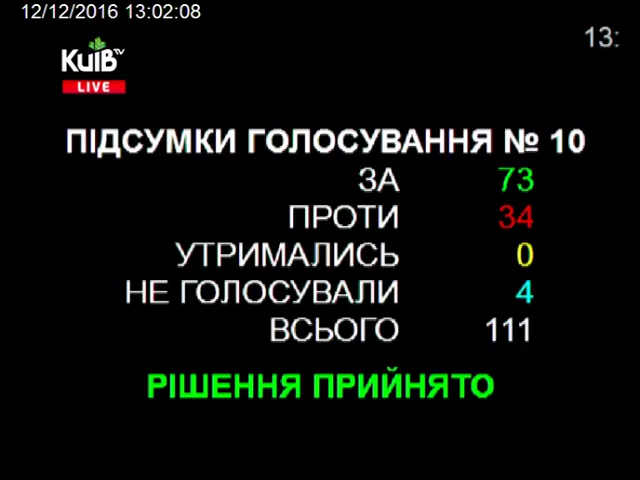 12/12/2016 13:02:08
13:
КиїВ TV
LIVE
ПІДСУМКИ ГОЛОСУВАННЯ № 10
ЗА 73
ПРОТИ 34
УТРИМАЛИСЬ 0
НЕ ГОЛОСУВАЛИ 4
ВСЬОГО 111
РІШЕННЯ ПРИЙНЯТО